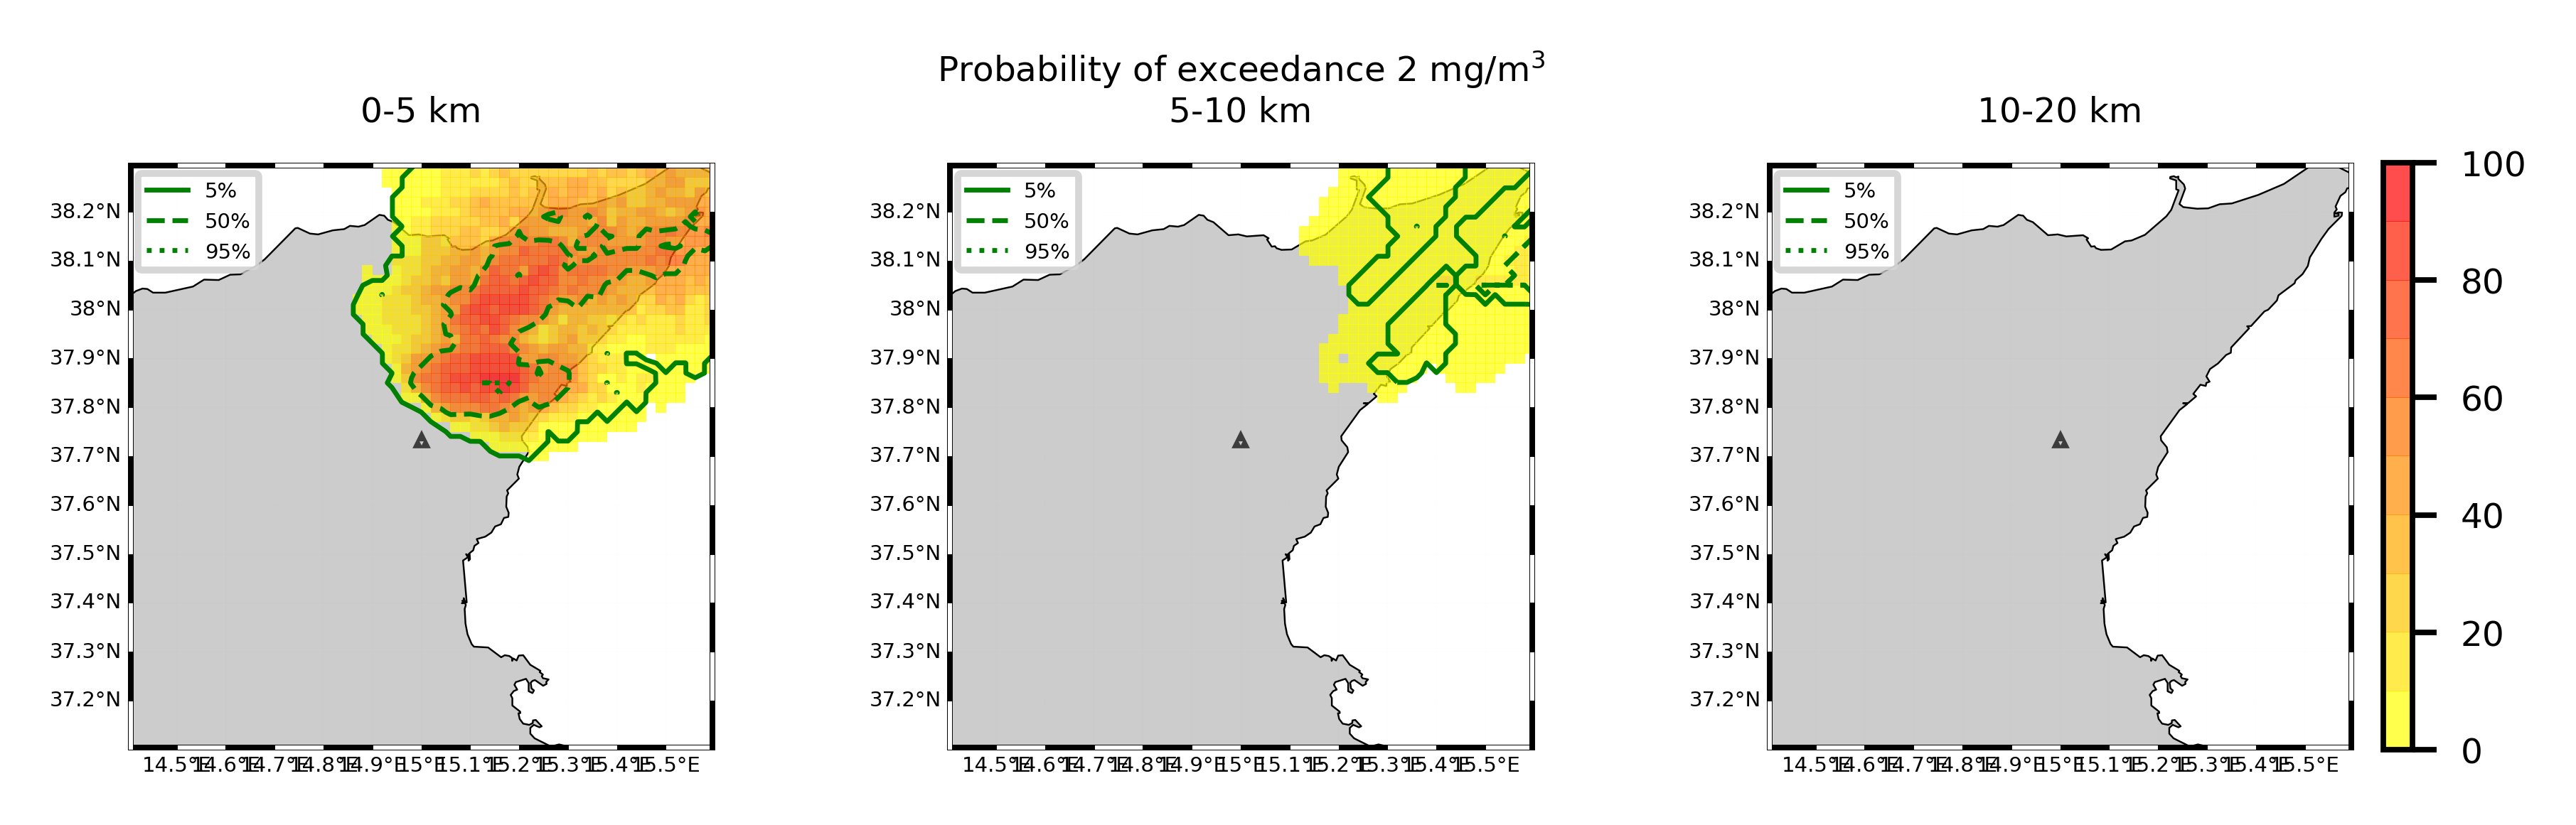 Probability of exceedance 2 mg/m³
0-5 km
5-10 km
10-20 km
5%
50%
95%
38.2°N
38.1°N
38°N
37.9°N
37.8°N
37.7°N
37.6°N
37.5°N
37.4°N
37.3°N
37.2°N
14.5°E 14.6°E 14.7°E 14.8°E 14.9°E 15°E 15.1°E 15.2°E 15.3°E 15.4°E 15.5°E
5%
50%
95%
38.2°N
38.1°N
38°N
37.9°N
37.8°N
37.7°N
37.6°N
37.5°N
37.4°N
37.3°N
37.2°N
14.5°E 14.6°E 14.7°E 14.8°E 14.9°E 15°E 15.1°E 15.2°E 15.3°E 15.4°E 15.5°E
5%
50%
95%
38.2°N
38.1°N
38°N
37.9°N
37.8°N
37.7°N
37.6°N
37.5°N
37.4°N
37.3°N
37.2°N
14.5°E 14.6°E 14.7°E 14.8°E 14.9°E 15°E 15.1°E 15.2°E 15.3°E 15.4°E 15.5°E
100
80
60
40
20
0